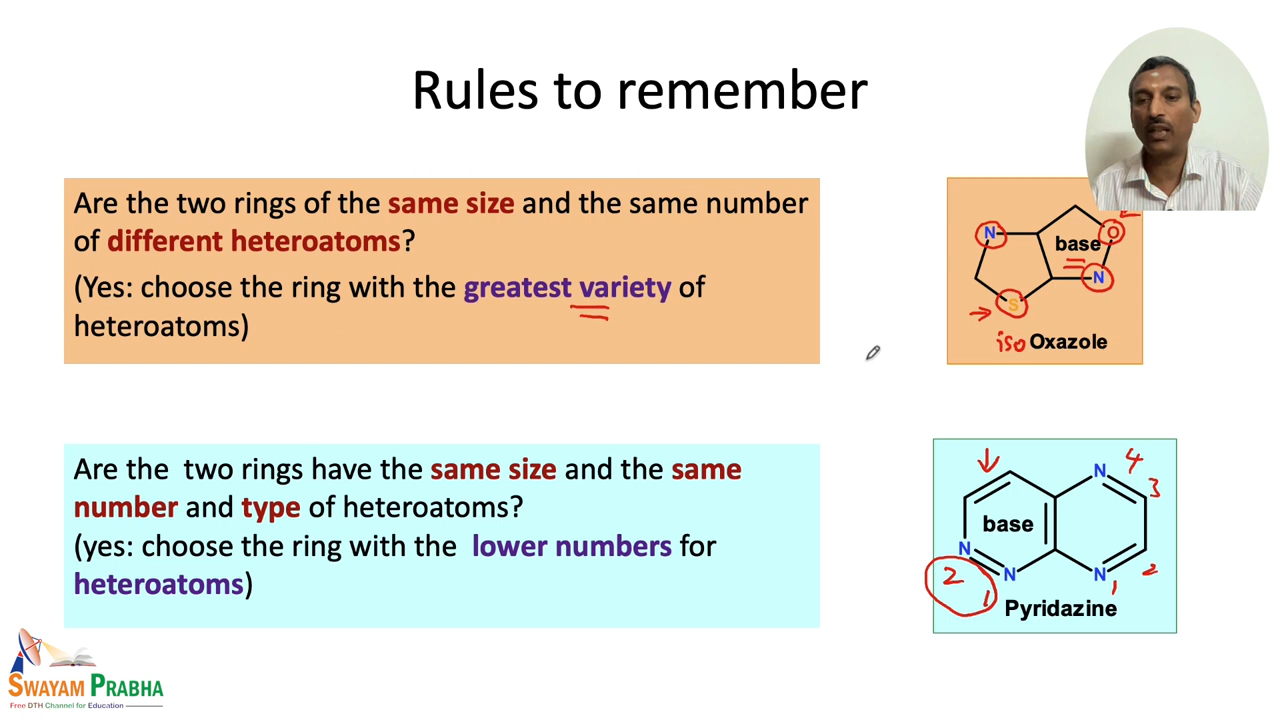 Rules to remember
Are the two rings of the same size and the same number
of different heteroatoms?
(Yes: choose the ring with the greatest variety of
heteroatoms)
N
O
base
N
S
iso Oxazole
Are the  two rings have the same size and the same
number and type of heteroatoms?
(yes: choose the ring with the  lower numbers for
heteroatoms)
N 4
3
base
N
2
2 1 N N 1
Pyridazine
SWAYAM PRABHA
Free DTH Channel for Education